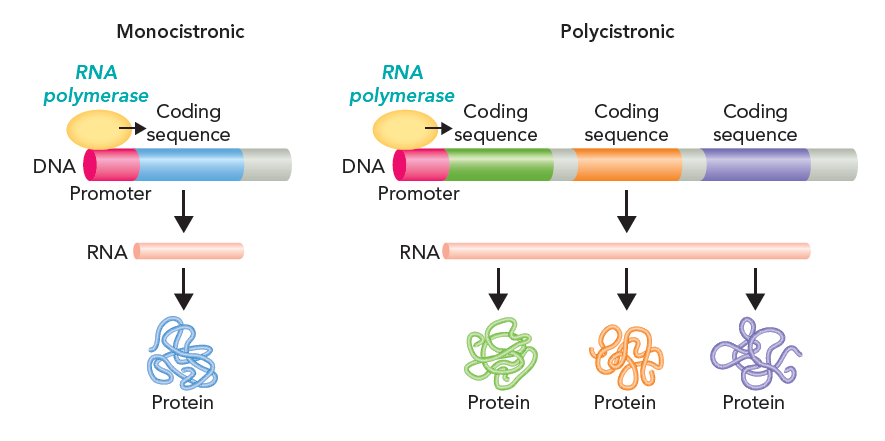 Monocistronic
RNA
polymerase
Coding
sequence
DNA
Promoter
RNA
Protein
Polycistronic
RNA
polymerase
Coding
sequence
Coding
sequence
Coding
sequence
DNA
Promoter
RNA
Protein
Protein
Protein